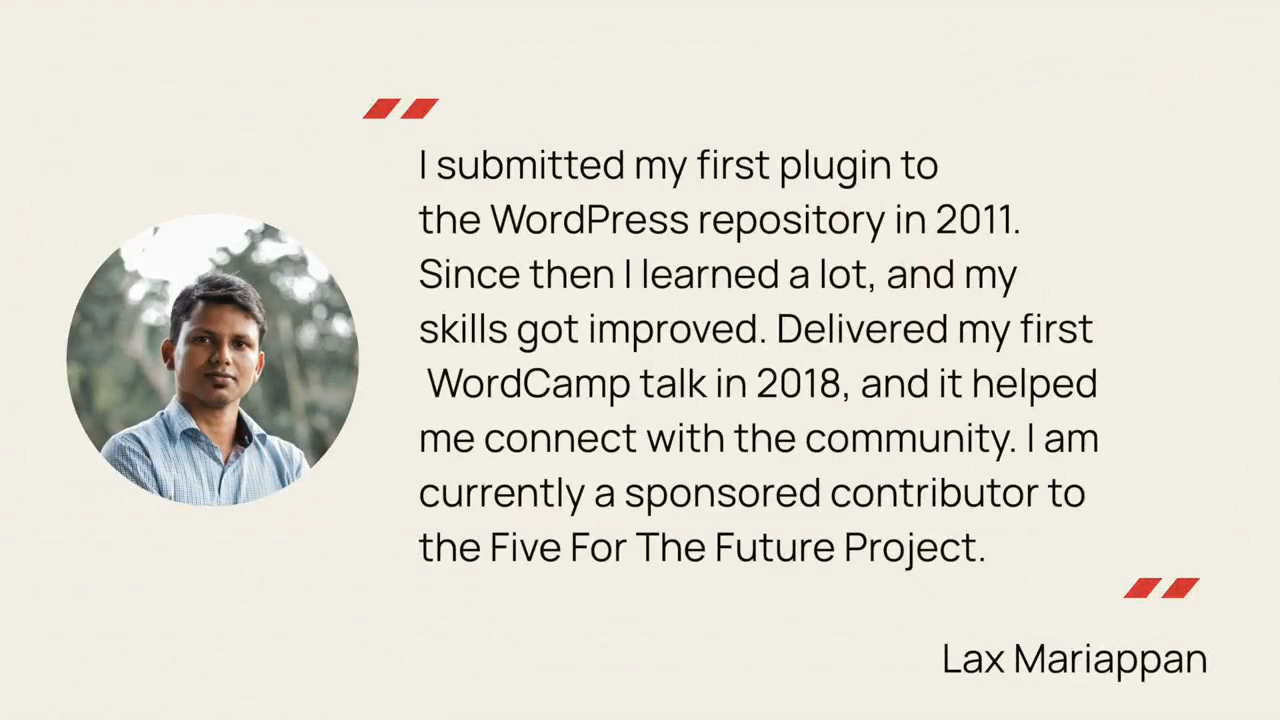 I submitted my first plugin to
the WordPress repository in 2011.
Since then I learned a lot, and my
skills got improved. Delivered my first
WordCamp talk in 2018, and it helped
me connect with the community. I am
currently a sponsored contributor to
the Five For The Future Project.
Lax Mariappan